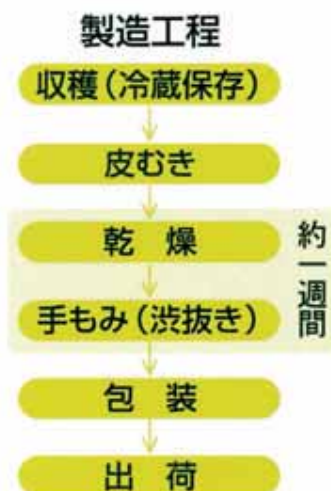 製造工程
収穫(冷蔵保存)
皮むき
乾 燥
手もみ(渋抜き)
約一週間
包 装
出 荷